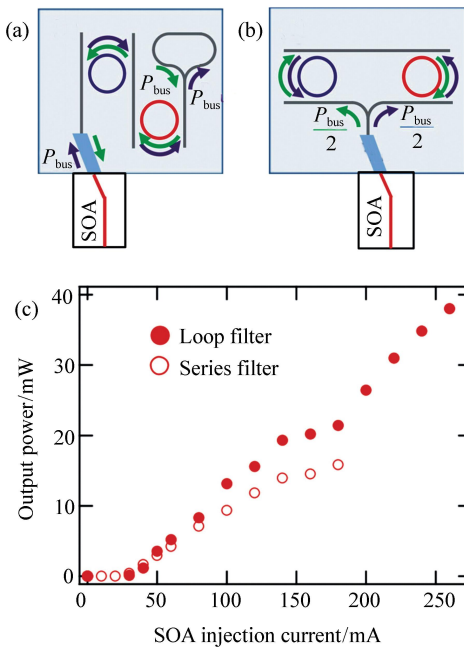 (a)
P_bus
P_bus
P_bus
SOA
(b)
P_bus/2
P_bus/2
SOA
(c)
Output power/mW
40
30
20
10
0
Loop filter
Series filter
0
50
100
150
200
250
SOA injection current/mA